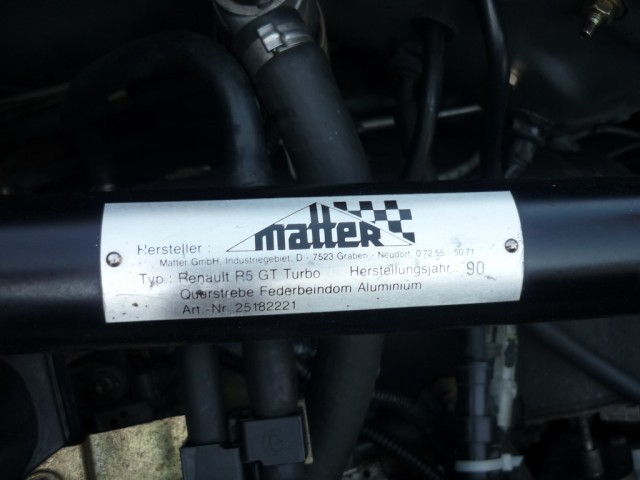 Hersteller : matter
Matter GmbH, Industriegebiet, D - 7523 Graben - Neudorf 0 72 55 - 50 71
Typ : Renault R5 GT Turbo Herstellungsjahr : 90
Querstrebe Federbeindom Aluminium
Art.-Nr. 25182221